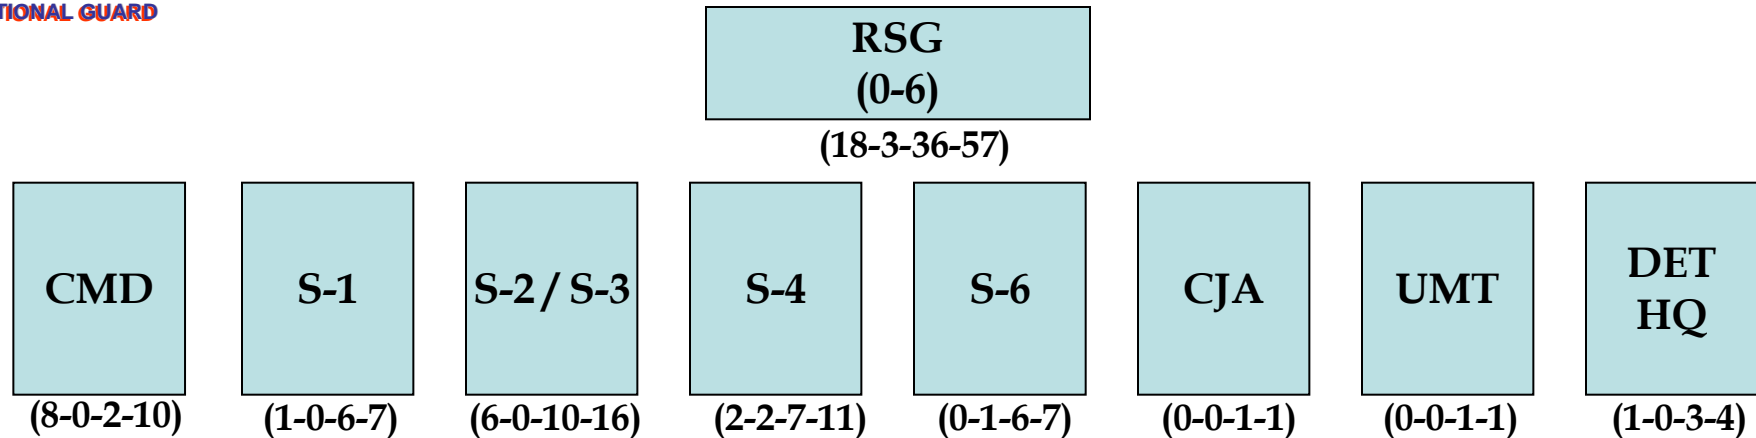 TIONAL GUARD
RSG
(0-6)
(18-3-36-57)
CMD
S-1
S-2 / S-3
S-4
S-6
CJA
UMT
DET
HQ
(8-0-2-10)
(1-0-6-7)
(6-0-10-16)
(2-2-7-11)
(0-1-6-7)
(0-0-1-1)
(0-0-1-1)
(1-0-3-4)